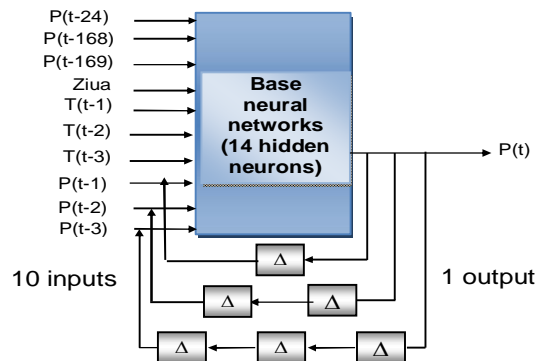 P(t-24)
P(t-168)
P(t-169)
Ziua
T(t-1)
T(t-2)
T(t-3)
P(t-1)
P(t-2)
P(t-3)
Base
neural
networks
(14 hidden
neurons)
P(t)
10 inputs
1 output
Δ
Δ
Δ
Δ
Δ
Δ